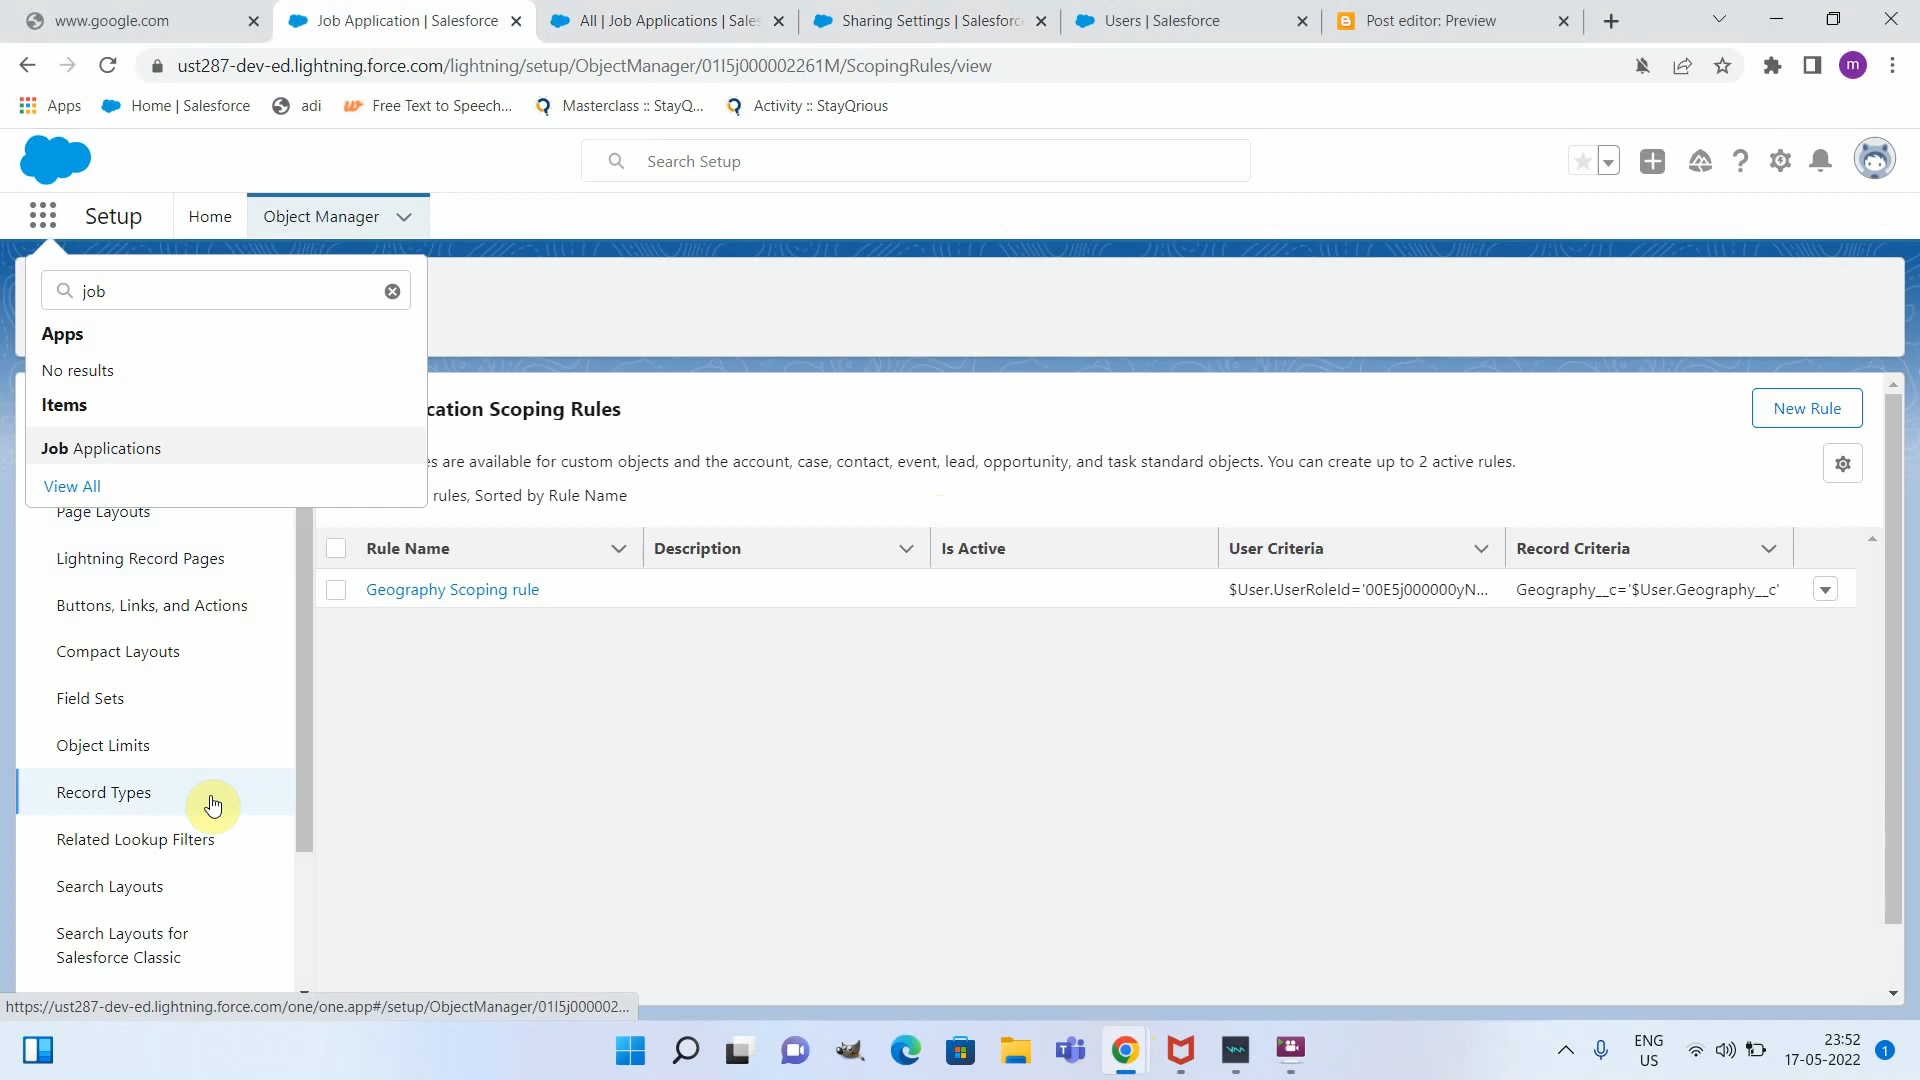 www.google.com
Job Application | Salesforce
All | Job Applications | Sales
Sharing Settings | Salesforc
Users | Salesforce
Post editor: Preview
ust287-dev-ed.lightning.force.com/lightning/setup/ObjectManager/01I5j000002261M/ScopingRules/view
m
Apps
Home | Salesforce
adi
Free Text to Speech...
Masterclass :: StayQ...
Activity :: StayQrious
Search Setup
Setup
Home
Object Manager
job
Apps
No results
Items
Job Applications
View All
cation Scoping Rules
New Rule
es are available for custom objects and the account, case, contact, event, lead, opportunity, and task standard objects. You can create up to 2 active rules.
rules, Sorted by Rule Name
Rule Name
Description
Is Active
User Criteria
Record Criteria
Geography Scoping rule
$User.UserRoleId='00E5j000000yN...
Geography__c='$User.Geography__c'
Page Layouts
Lightning Record Pages
Buttons, Links, and Actions
Compact Layouts
Field Sets
Object Limits
Record Types
Related Lookup Filters
Search Layouts
Search Layouts for
Salesforce Classic
https://ust287-dev-ed.lightning.force.com/one/one.app#/setup/ObjectManager/01I5j000002...
ENG
US
23:52
17-05-2022
1